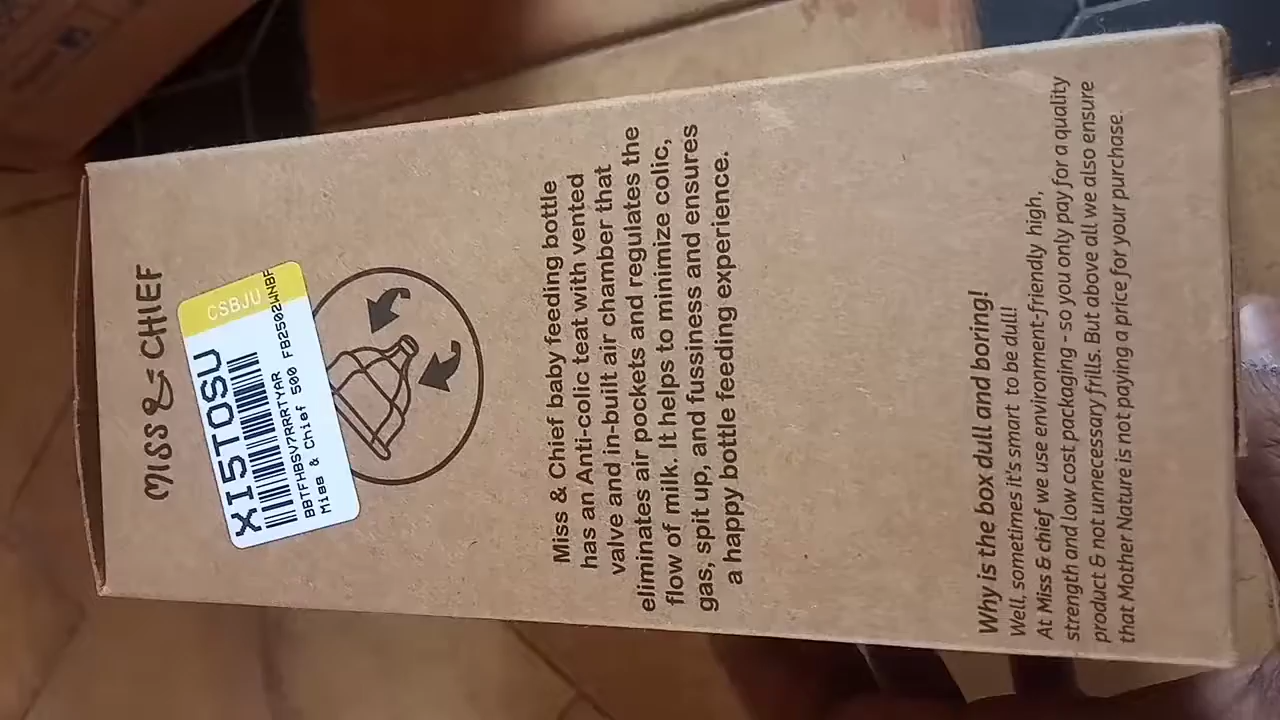 MISS & CHIEF
CSBJU
XI5TOSU
BBTFHBSV7RRRTYAR
Miss & Chief 500 FB2502WNBF
Miss & Chief baby feeding bottle
has an Anti-colic teat with vented
valve and in-built air chamber that
eliminates air pockets and regulates the
flow of milk. It helps to minimize colic,
gas, spit up, and fussiness and ensures
a happy bottle feeding experience.
Why is the box dull and boring!
Well, sometimes it's smart to be dull!
At Miss & chief we use environment-friendly high,
strength and low cost packaging - so you only pay for a quality
product & not unnecessary frills. But above all we also ensure
that Mother Nature is not paying a price for your purchase.